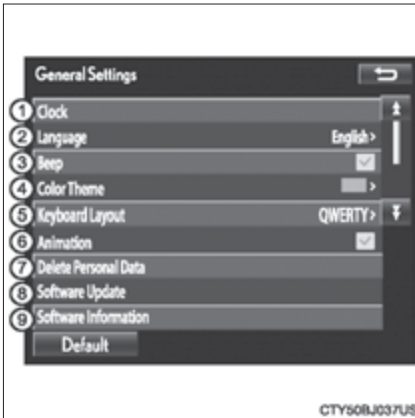 General Settings
① Clock
② Language English >
③ Beep
④ Color Theme >
⑤ Keyboard Layout QWERTY >
⑥ Animation
⑦ Delete Personal Data
⑧ Software Update
⑨ Software Information
Default
CTY50BJ037US